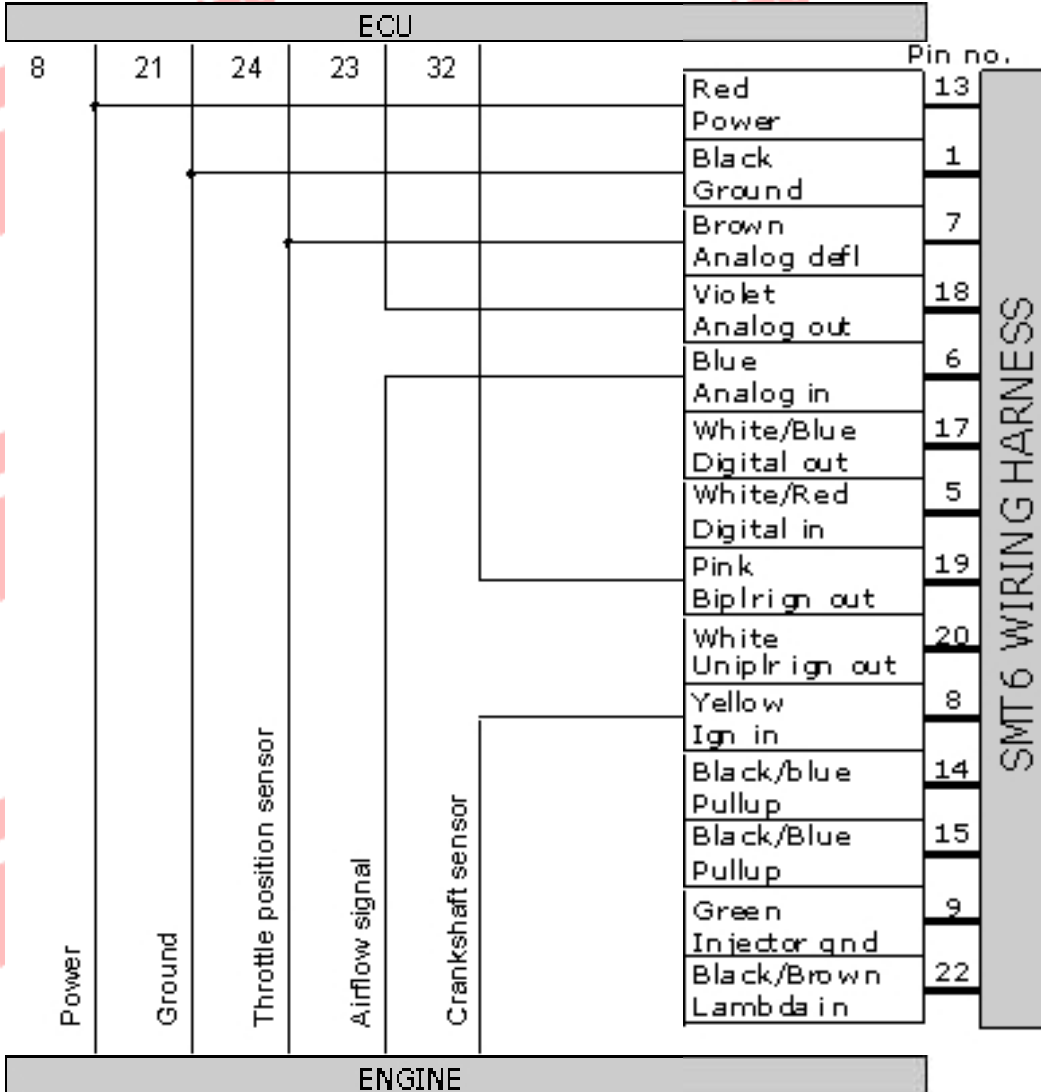 ECU
Pin no.
8 21 24 23 32
Red 13
Power
Black 1
Ground
Brown 7
Analog defl
Violet 18
Analog out
Blue 6
Analog in
White/Blue 17
Digital out
White/Red 5
Digital in
Pink 19
Biplrign out
White 20
Uniplr ign out
Yellow 8
Ign in
Black/blue 14
Pullup
Black/Blue 15
Pullup
Green 9
Injector gnd
Black/Brown 22
Lambda in
SMT6 WIRING HARNESS
Power
Ground
Throttle position sensor
Airflow signal
Crankshaft sensor
ENGINE